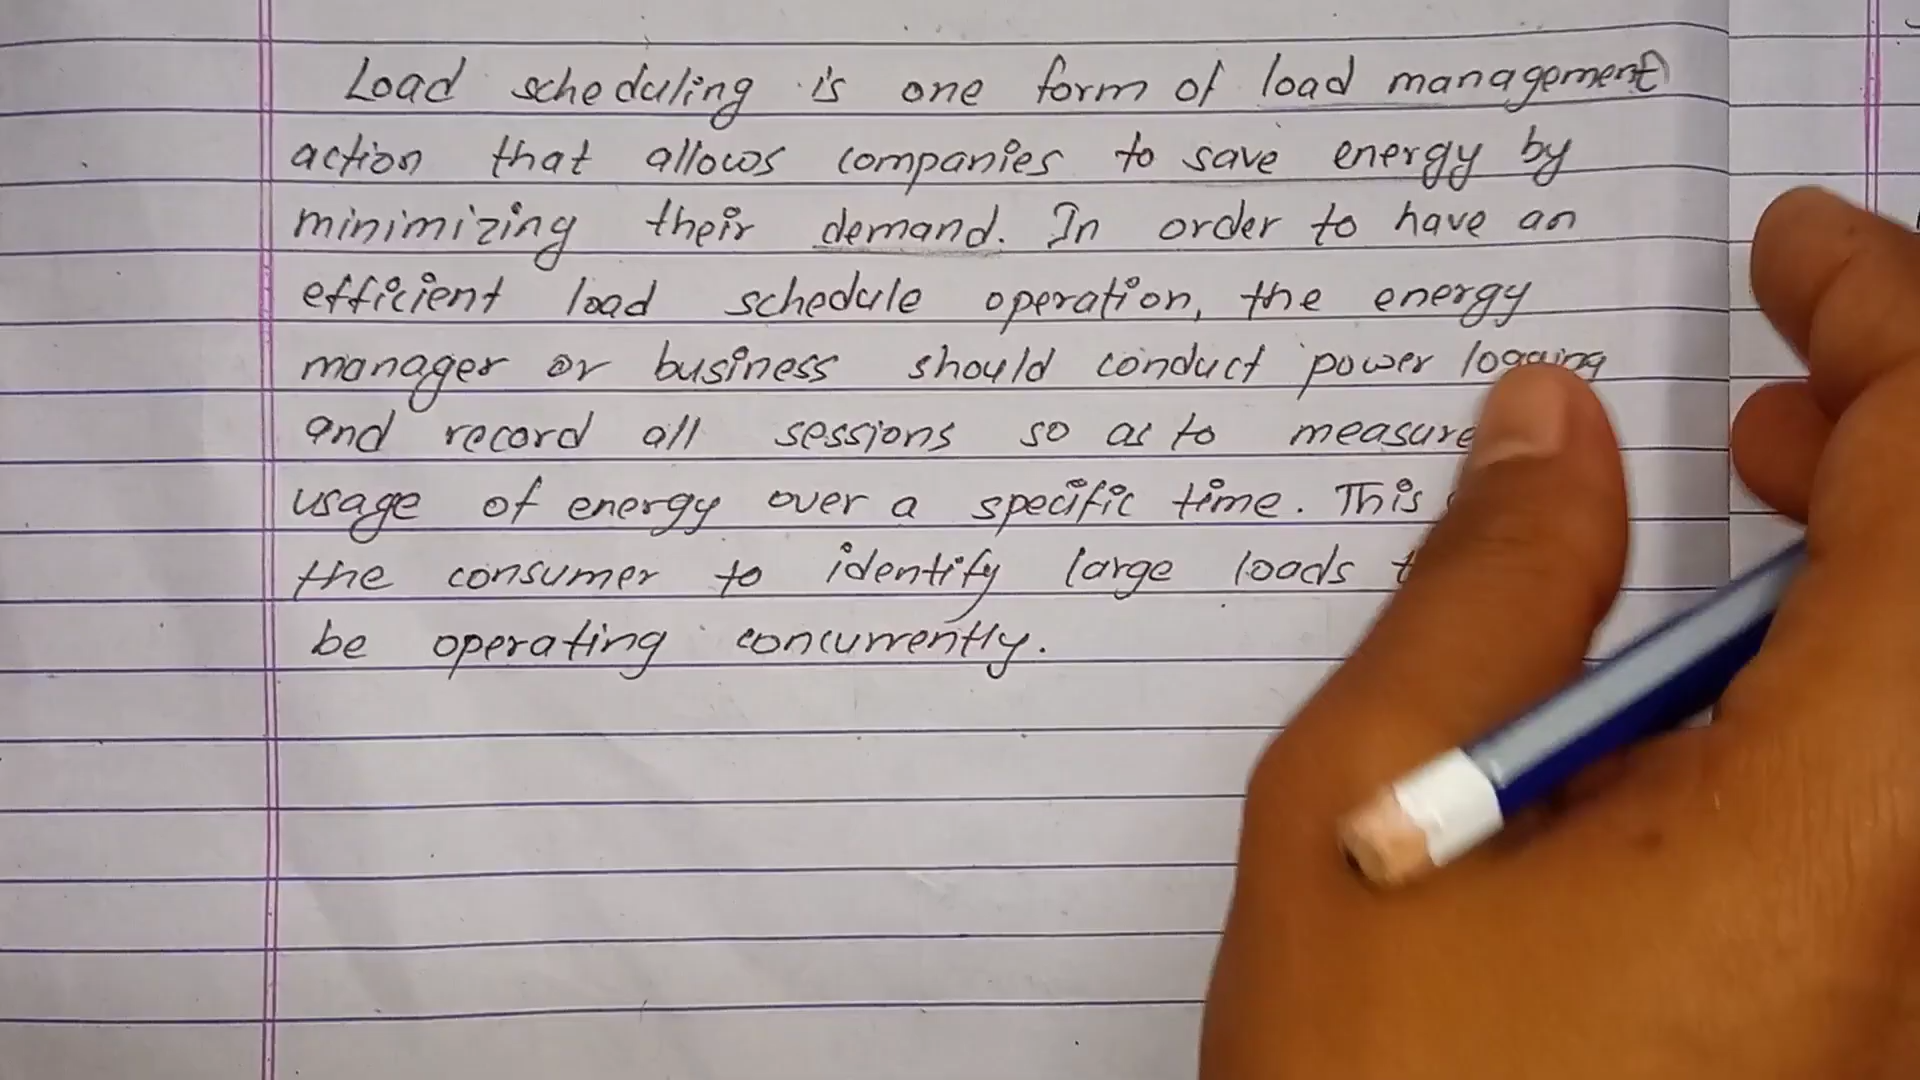 Load scheduling is one form of load management
action that allows companies to save energy by
minimizing their demand. In order to have an
efficient load schedule operation, the energy
manager or business should conduct power logging
and record all sessions so as to measure
usage of energy over a specific time. This
the consumer to identify large loads
be operating concurrently.